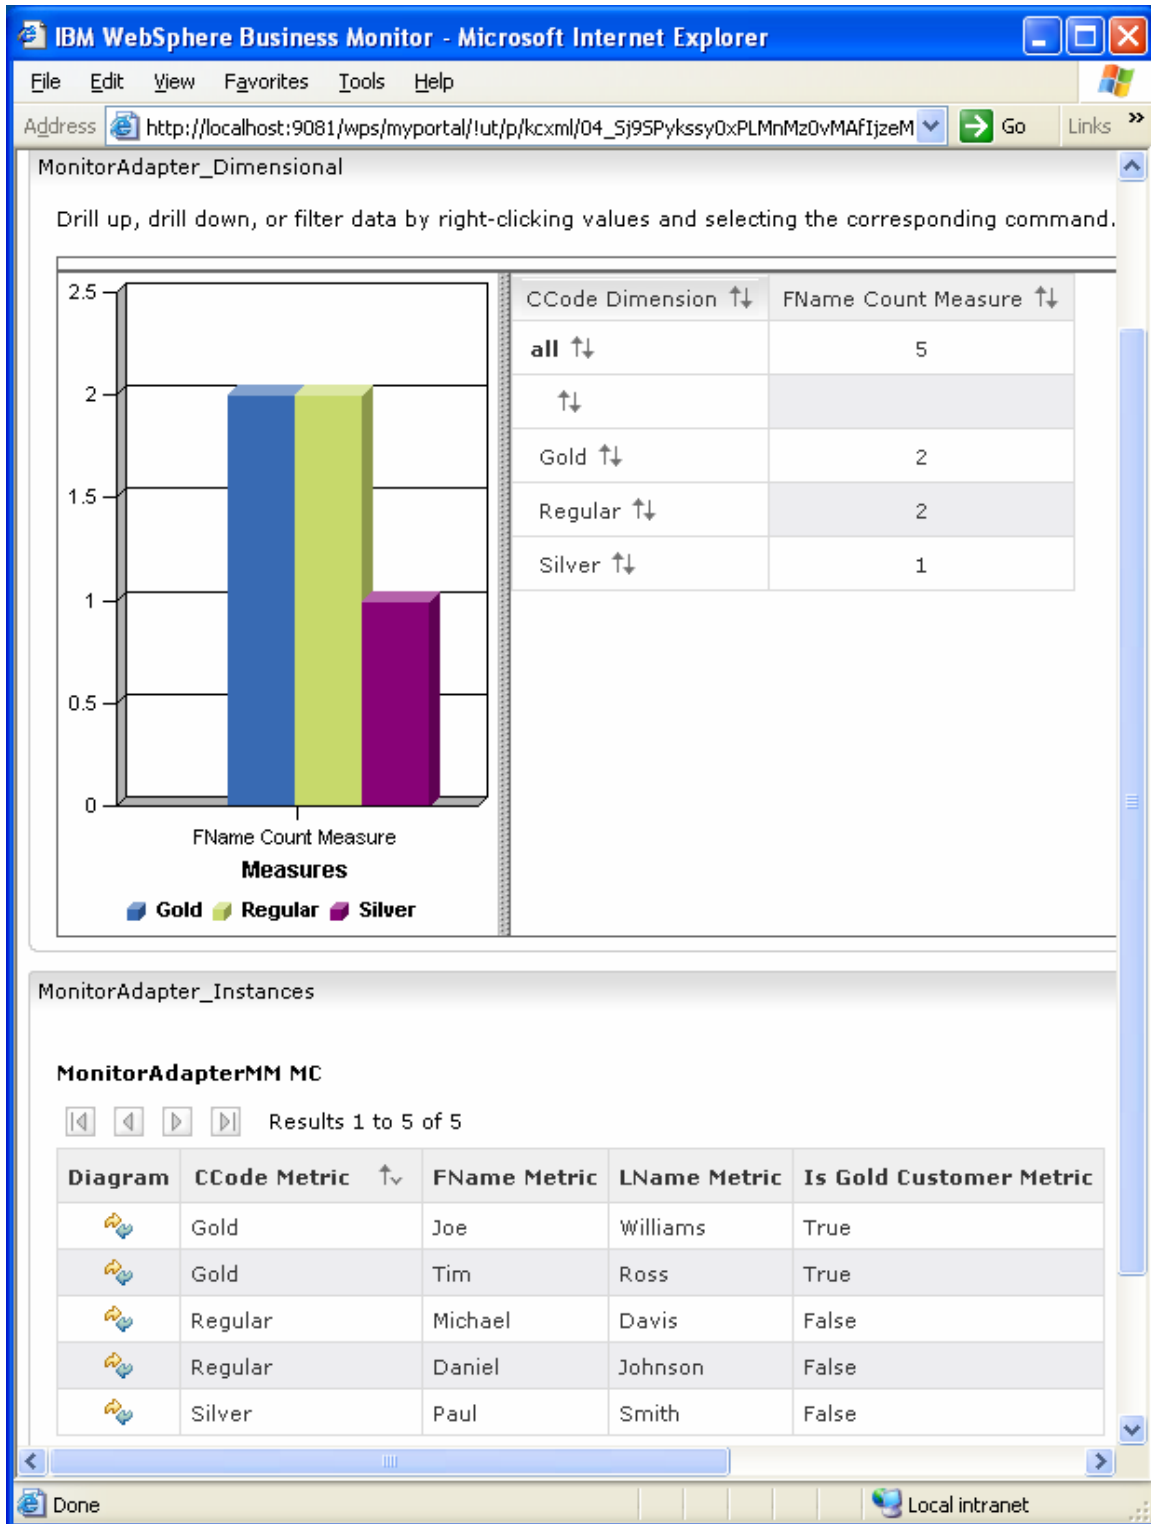 IBM WebSphere Business Monitor - Microsoft Internet Explorer
File Edit View Favorites Tools Help
Address http://localhost:9081/wps/myportal/!ut/p/kcxml/04_Sj9SPykssy0xPLMnMz0vMAfIjzeM Go Links »
MonitorAdapter_Dimensional
Drill up, drill down, or filter data by right-clicking values and selecting the corresponding command.
2.5
2
1.5
1
0.5
0
FName Count Measure
Measures
Gold Regular Silver
CCode Dimension FName Count Measure
all 5
Gold 2
Regular 2
Silver 1
MonitorAdapter_Instances
MonitorAdapterMM MC
Results 1 to 5 of 5
Diagram CCode Metric FName Metric LName Metric Is Gold Customer Metric
Gold Joe Williams True
Gold Tim Ross True
Regular Michael Davis False
Regular Daniel Johnson False
Silver Paul Smith False
Done Local intranet